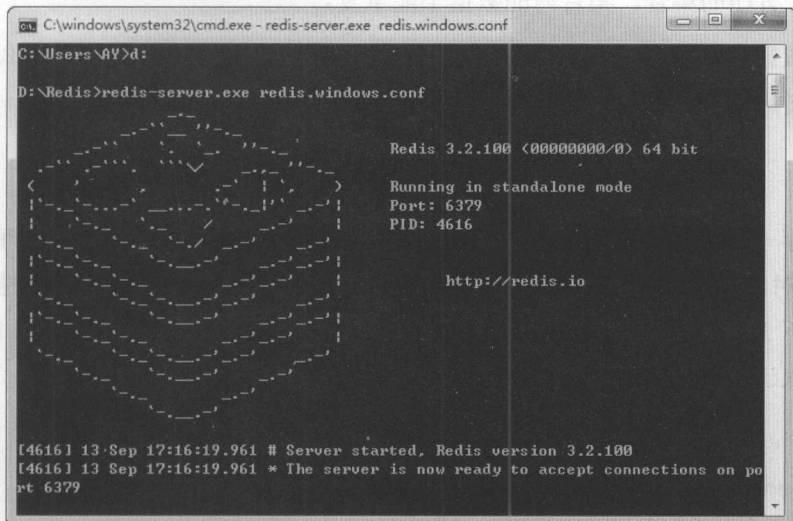 C:\windows\system32\cmd.exe - redis-server.exe redis.windows.conf
C:\Users\AY>d:
D:\Redis>redis-server.exe redis.windows.conf
Redis 3.2.100 (00000000/0) 64 bit
Running in standalone mode
Port: 6379
PID: 4616
http://redis.io
[4616] 13 Sep 17:16:19.961 # Server started, Redis version 3.2.100
[4616] 13 Sep 17:16:19.961 * The server is now ready to accept connections on po
rt 6379